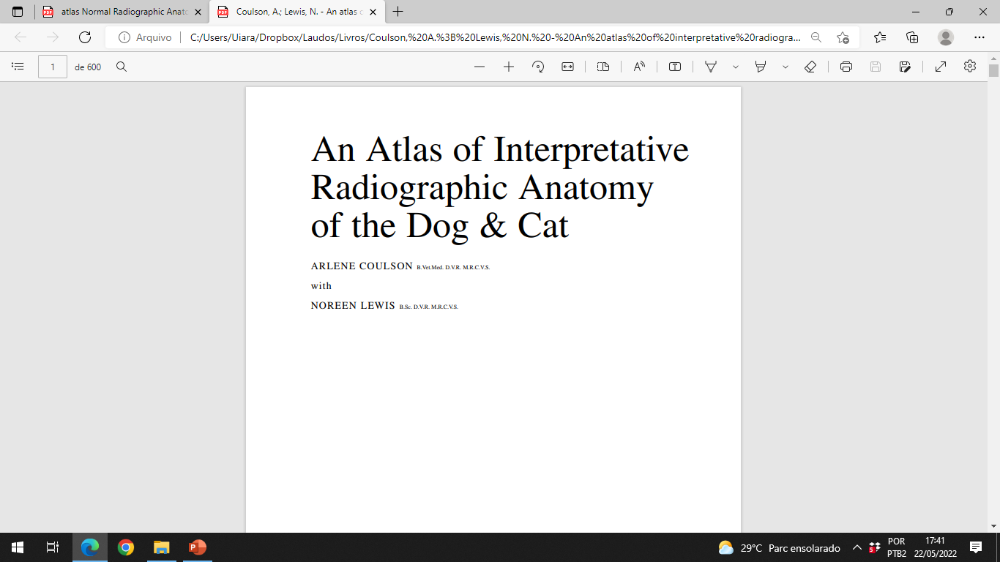 atlas Normal Radiographic Anato
Coulson, A.; Lewis, N. - An atlas o
Arquivo
C:/Users/Uiara/Dropbox/Laudos/Livros/Coulson,%20A.%3B%20Lewis,%20N.%20-%20An%20atlas%20of%20interpretative%20radiogra...
1
de 600
An Atlas of Interpretative
Radiographic Anatomy
of the Dog & Cat
ARLENE COULSON B.Vet.Med. D.V.R. M.R.C.V.S.
with
NOREEN LEWIS B.Sc. D.V.R. M.R.C.V.S.
29°C Parc ensolarado
POR
PTB2
17:41
22/05/2022